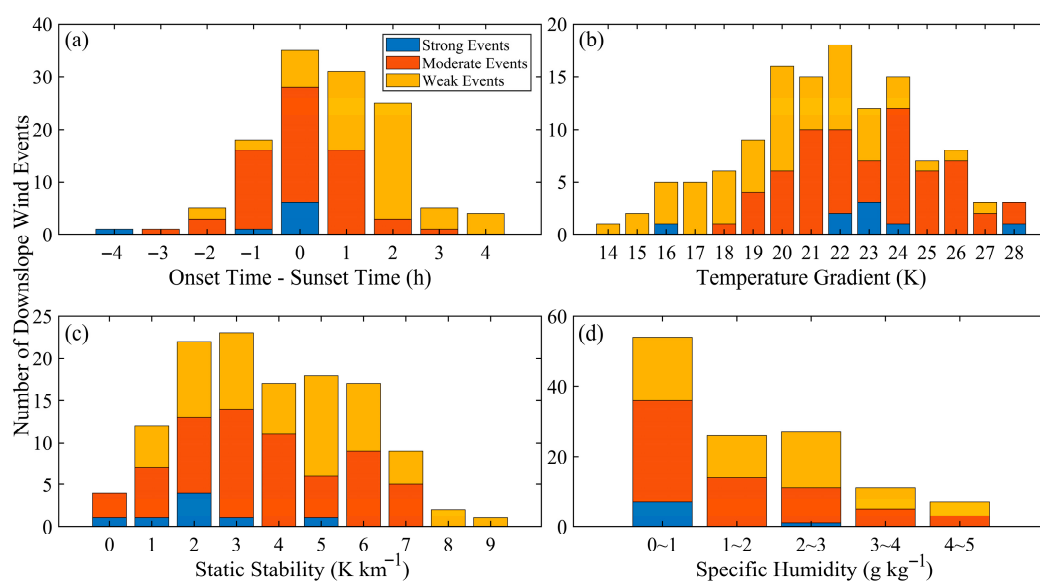 Number of Downslope Wind Events
(a)
Strong Events
Moderate Events
Weak Events
40
30
20
10
0
−4 −3 −2 −1 0 1 2 3 4
Onset Time - Sunset Time (h)
(b)
20
15
10
5
0
14 15 16 17 18 19 20 21 22 23 24 25 26 27 28
Temperature Gradient (K)
(c)
25
20
15
10
5
0
0 1 2 3 4 5 6 7 8 9
Static Stability (K km⁻¹)
(d)
60
40
20
0
0~1 1~2 2~3 3~4 4~5
Specific Humidity (g kg⁻¹)